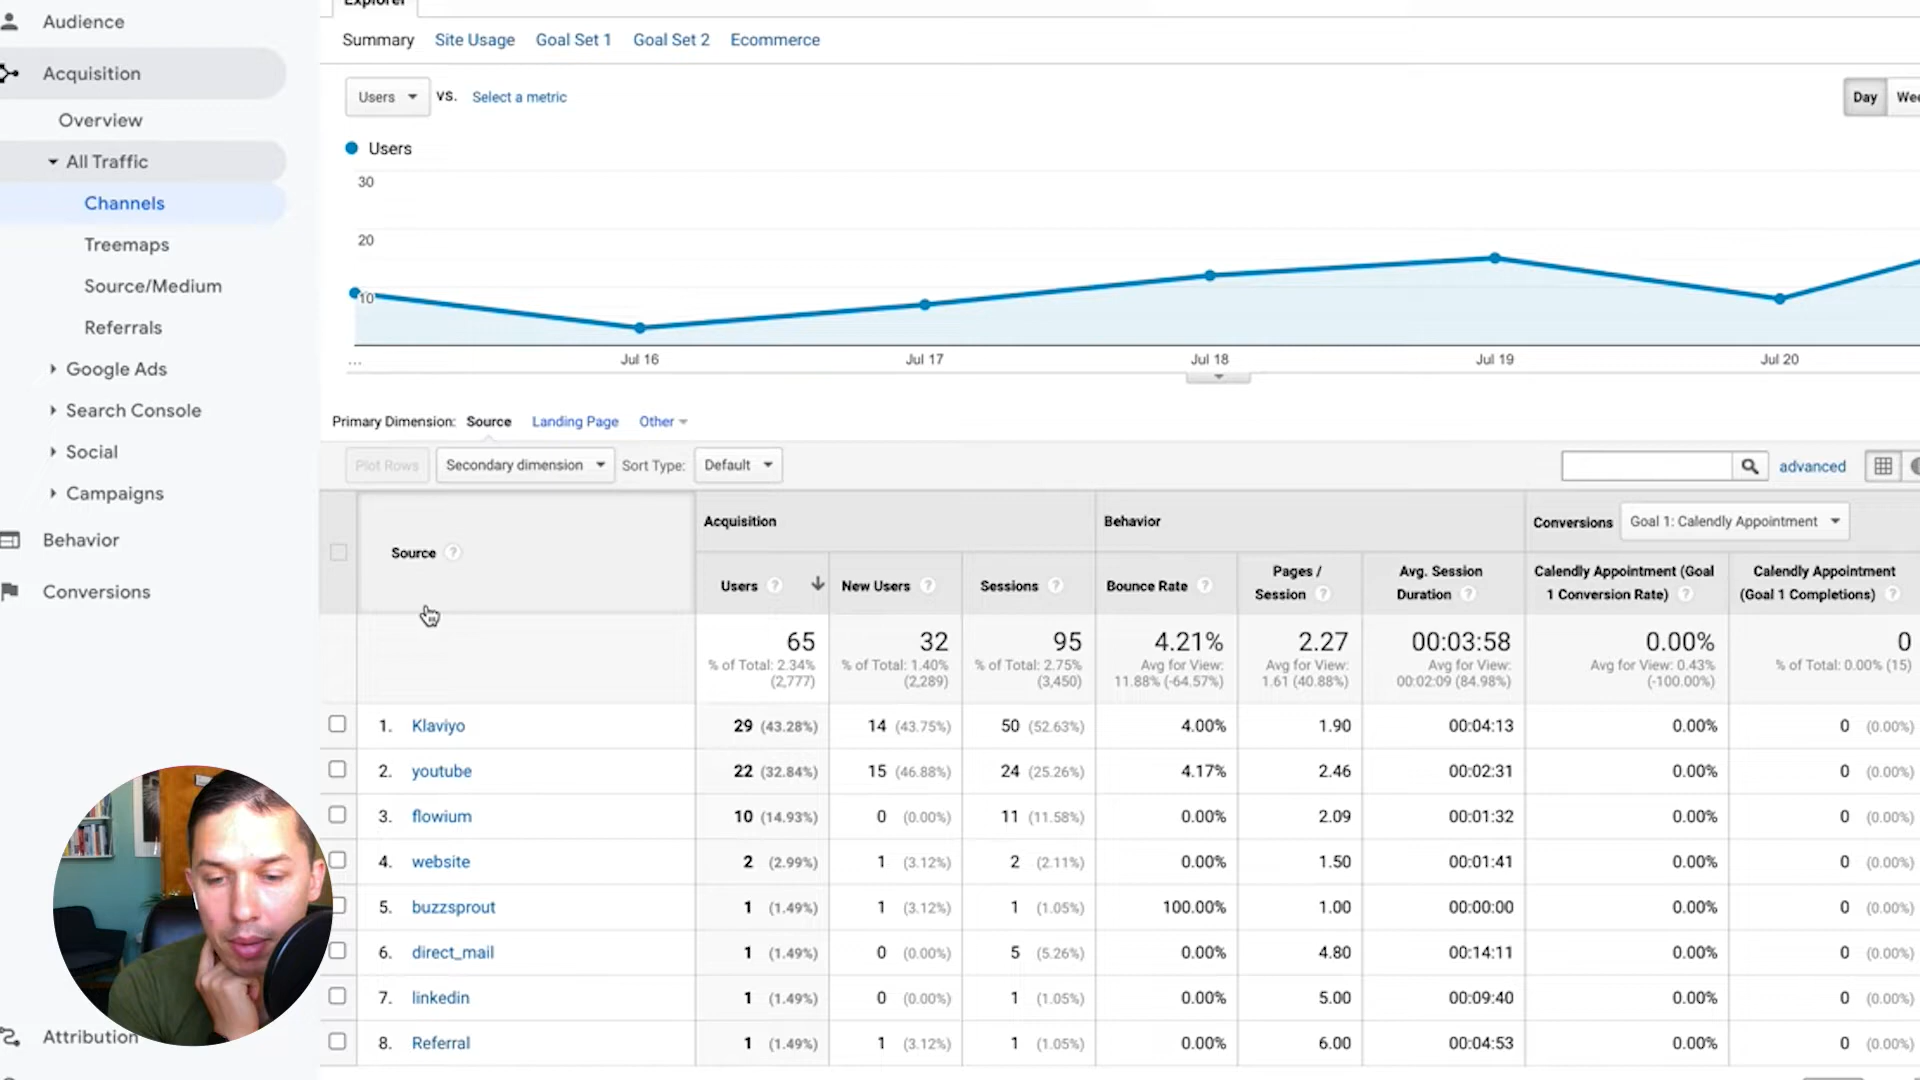 Explorer
Audience
Summary Site Usage Goal Set 1 Goal Set 2 Ecommerce
Acquisition
Users vs. Select a metric
Day
Overview
Users
All Traffic
30
Channels
20
Treemaps
Source/Medium
10
Referrals
... Jul 16 Jul 17 Jul 18 Jul 19 Jul 20
Google Ads
Search Console
Primary Dimension: Source Landing Page Other
Social
Plot Rows Secondary dimension Sort Type: Default advanced
Campaigns
Acquisition Behavior Conversions Goal 1: Calendly Appointment
Behavior
Source ?
Users ? New Users ? Sessions ? Bounce Rate ? Pages / Session ? Avg. Session Duration ? Calendly Appointment (Goal 1 Conversion Rate) ? Calendly Appointment (Goal 1 Completions) ?
Conversions
65 32 95 4.21% 2.27 00:03:58 0.00% 0
% of Total: 2.34% % of Total: 1.40% % of Total: 2.75% Avg for View: Avg for View: Avg for View: Avg for View: 0.43% % of Total: 0.00% (15)
(2,777) (2,289) (3,450) 11.88% (-64.57%) 1.61 (40.88%) 00:02:09 (84.98%) (-100.00%)
1. Klaviyo 29 (43.28%) 14 (43.75%) 50 (52.63%) 4.00% 1.90 00:04:13 0.00% 0 (0.00%)
2. youtube 22 (32.84%) 15 (46.88%) 24 (25.26%) 4.17% 2.46 00:02:31 0.00% 0 (0.00%)
3. flowium 10 (14.93%) 0 (0.00%) 11 (11.58%) 0.00% 2.09 00:01:32 0.00% 0 (0.00%)
4. website 2 (2.99%) 1 (3.12%) 2 (2.11%) 0.00% 1.50 00:01:41 0.00% 0 (0.00%)
5. buzzsprout 1 (1.49%) 1 (3.12%) 1 (1.05%) 100.00% 1.00 00:00:00 0.00% 0 (0.00%)
6. direct_mail 1 (1.49%) 0 (0.00%) 5 (5.26%) 0.00% 4.80 00:14:11 0.00% 0 (0.00%)
7. linkedin 1 (1.49%) 0 (0.00%) 1 (1.05%) 0.00% 5.00 00:09:40 0.00% 0 (0.00%)
8. Referral 1 (1.49%) 1 (3.12%) 1 (1.05%) 0.00% 6.00 00:04:53 0.00% 0 (0.00%)
Attribution